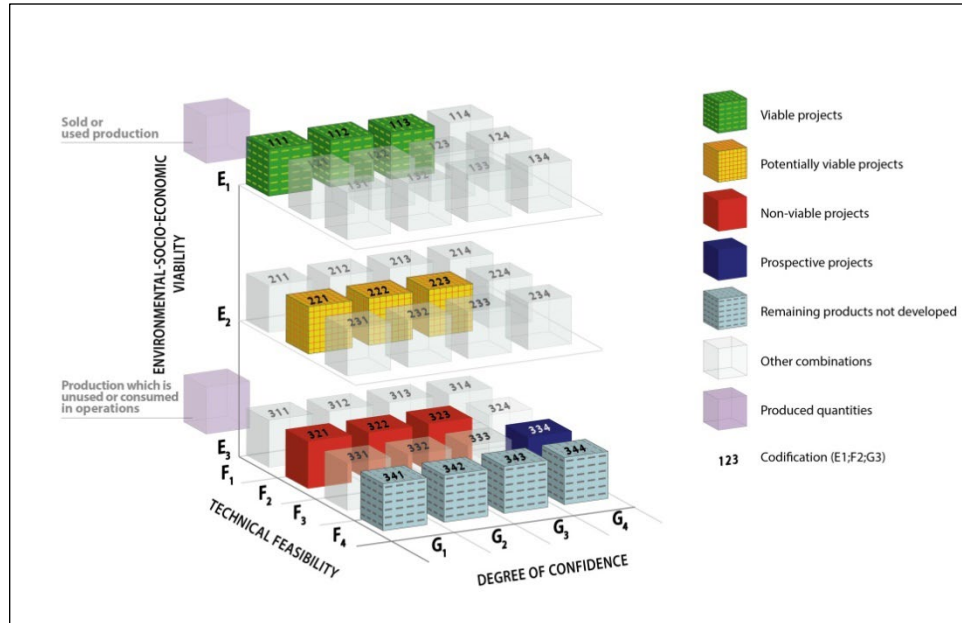 Sold or
used production
ENVIRONMENTAL-SOCIO-ECONOMIC
VIABILITY
E1
111
112
113
114
123
124
131
132
133
134
E2
211
212
213
214
221
222
223
224
231
232
233
234
Production which is
unused or consumed
in operations
E3
311
312
313
314
321
322
323
324
331
332
333
334
341
342
343
344
F1
F2
F3
F4
TECHNICAL FEASIBILITY
G1
G2
G3
G4
DEGREE OF CONFIDENCE
Viable projects
Potentially viable projects
Non-viable projects
Prospective projects
Remaining products not developed
Other combinations
Produced quantities
123
Codification (E1;F2;G3)